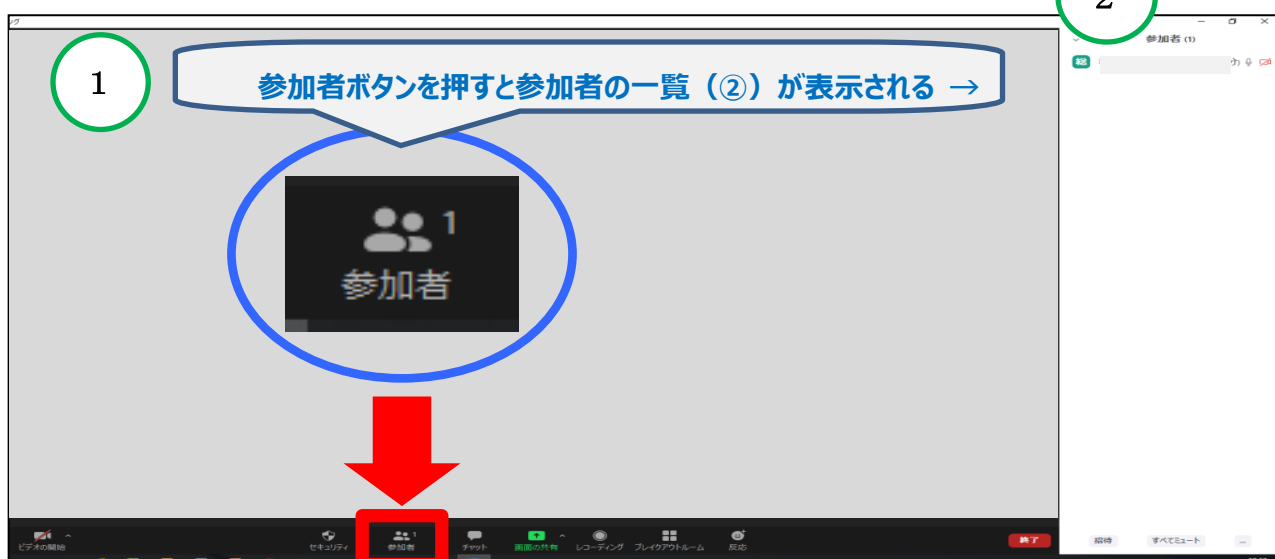 2
ング
参加者 (1)
総
1
参加者ボタンを押すと参加者の一覧（②）が表示される →
1
参加者
ビデオの開始
セキュリティ
1
参加者
チャット
画面の共有
レコーディング
ブレイクアウトルーム
反応
終了
招待
すべてミュート
...